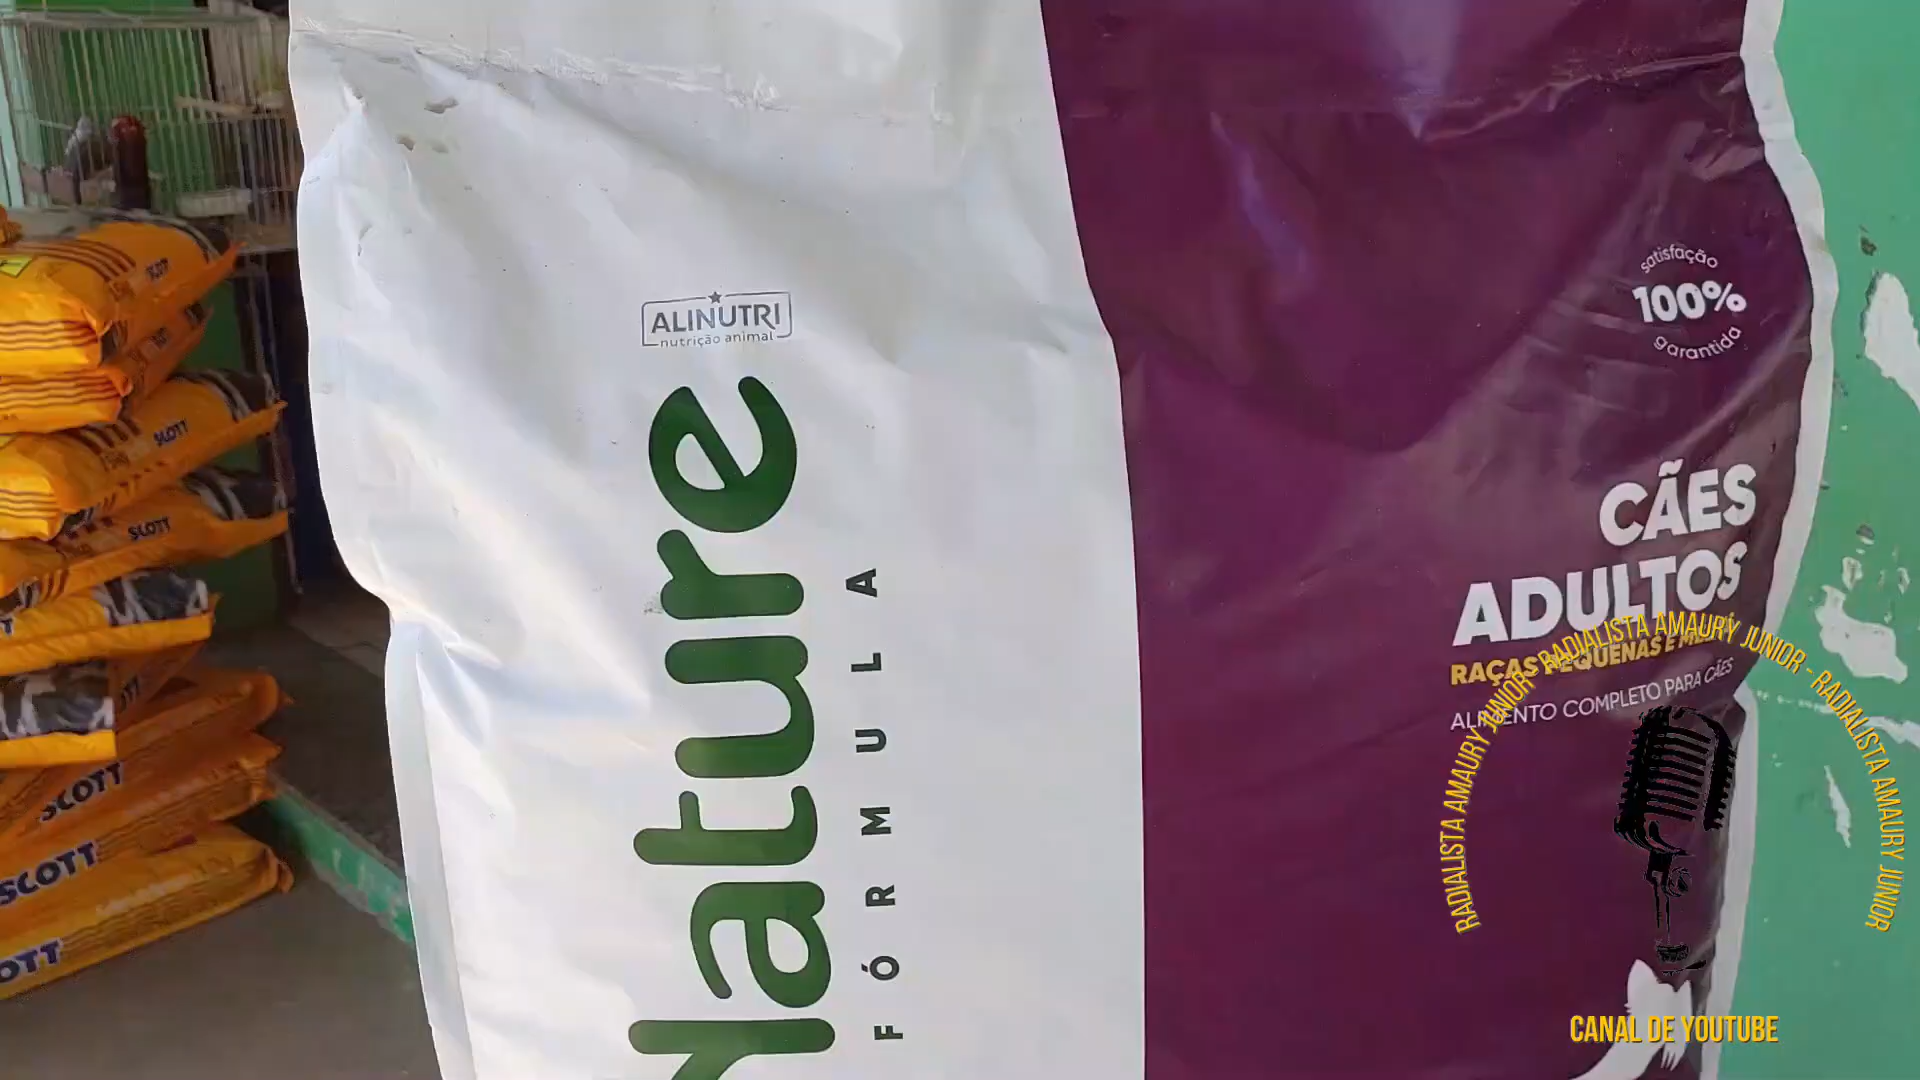 ALINUTRI
nutrição animal
Nature
FÓRMULA
satisfação
100%
garantida
CÃES
ADULTOS
RAÇAS PEQUENAS E
ALIMENTO COMPLETO PARA CÃES
SCOTT
SCOTT
SCOTT
SCOTT
SCOTT
RADIALISTA AMAURY JUNIOR - RADIALISTA AMAURY JUNIOR - RADIALISTA AMAURY JUNIOR
CANAL DE YOUTUBE